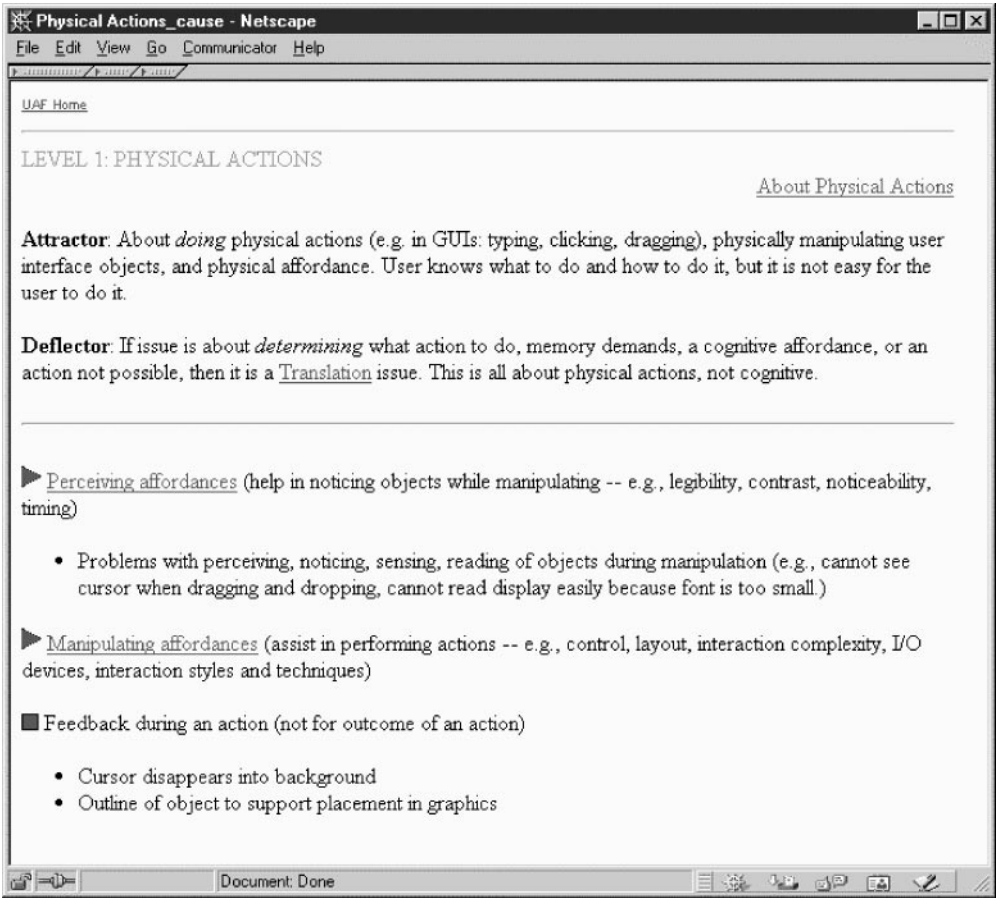 Physical Actions_cause - Netscape
File Edit View Go Communicator Help
UAF Home
LEVEL 1: PHYSICAL ACTIONS
About Physical Actions
Attractor: About doing physical actions (e.g. in GUIs: typing, clicking, dragging), physically manipulating user
interface objects, and physical affordance. User knows what to do and how to do it, but it is not easy for the
user to do it.
Deflector: If issue is about determining what action to do, memory demands, a cognitive affordance, or an
action not possible, then it is a Translation issue. This is all about physical actions, not cognitive.
Perceiving affordances (help in noticing objects while manipulating -- e.g., legibility, contrast, noticeability,
timing)
• Problems with perceiving, noticing, sensing, reading of objects during manipulation (e.g., cannot see
cursor when dragging and dropping, cannot read display easily because font is too small.)
Manipulating affordances (assist in performing actions -- e.g., control, layout, interaction complexity, I/O
devices, interaction styles and techniques)
Feedback during an action (not for outcome of an action)
• Cursor disappears into background
• Outline of object to support placement in graphics
Document: Done